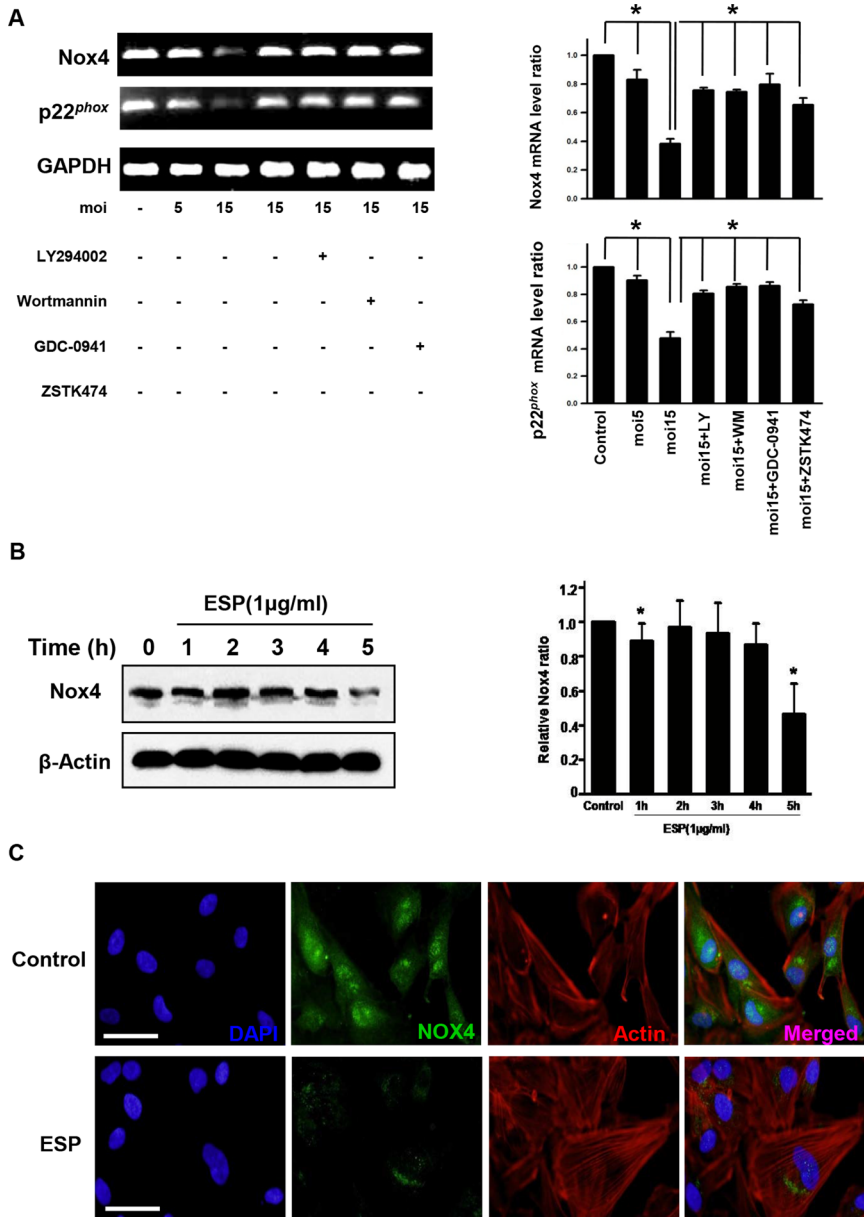 A
Nox4
p22phox
GAPDH
moi - 5 15 15 15 15 15
LY294002 - - - - + - -
Wortmannin - - - - - + -
GDC-0941 - - - - - - +
ZSTK474 - - - - - - -
* *
Nox4 mRNA level ratio
1.0
0.8
0.6
0.4
0.2
0.0
* *
p22phox mRNA level ratio
1.0
0.8
0.6
0.4
0.2
0.0
Control
moi5
moi15
moi15+LY
moi15+WM
moi15+GDC-0941
moi15+ZSTK474
B
ESP(1µg/ml)
Time (h) 0 1 2 3 4 5
Nox4
β-Actin
Relative Nox4 ratio
1.2
1.0
0.8
0.6
0.4
0.2
0
*
*
Control 1h 2h 3h 4h 5h
ESP(1µg/ml)
C
Control
DAPI NOX4 Actin Merged
ESP